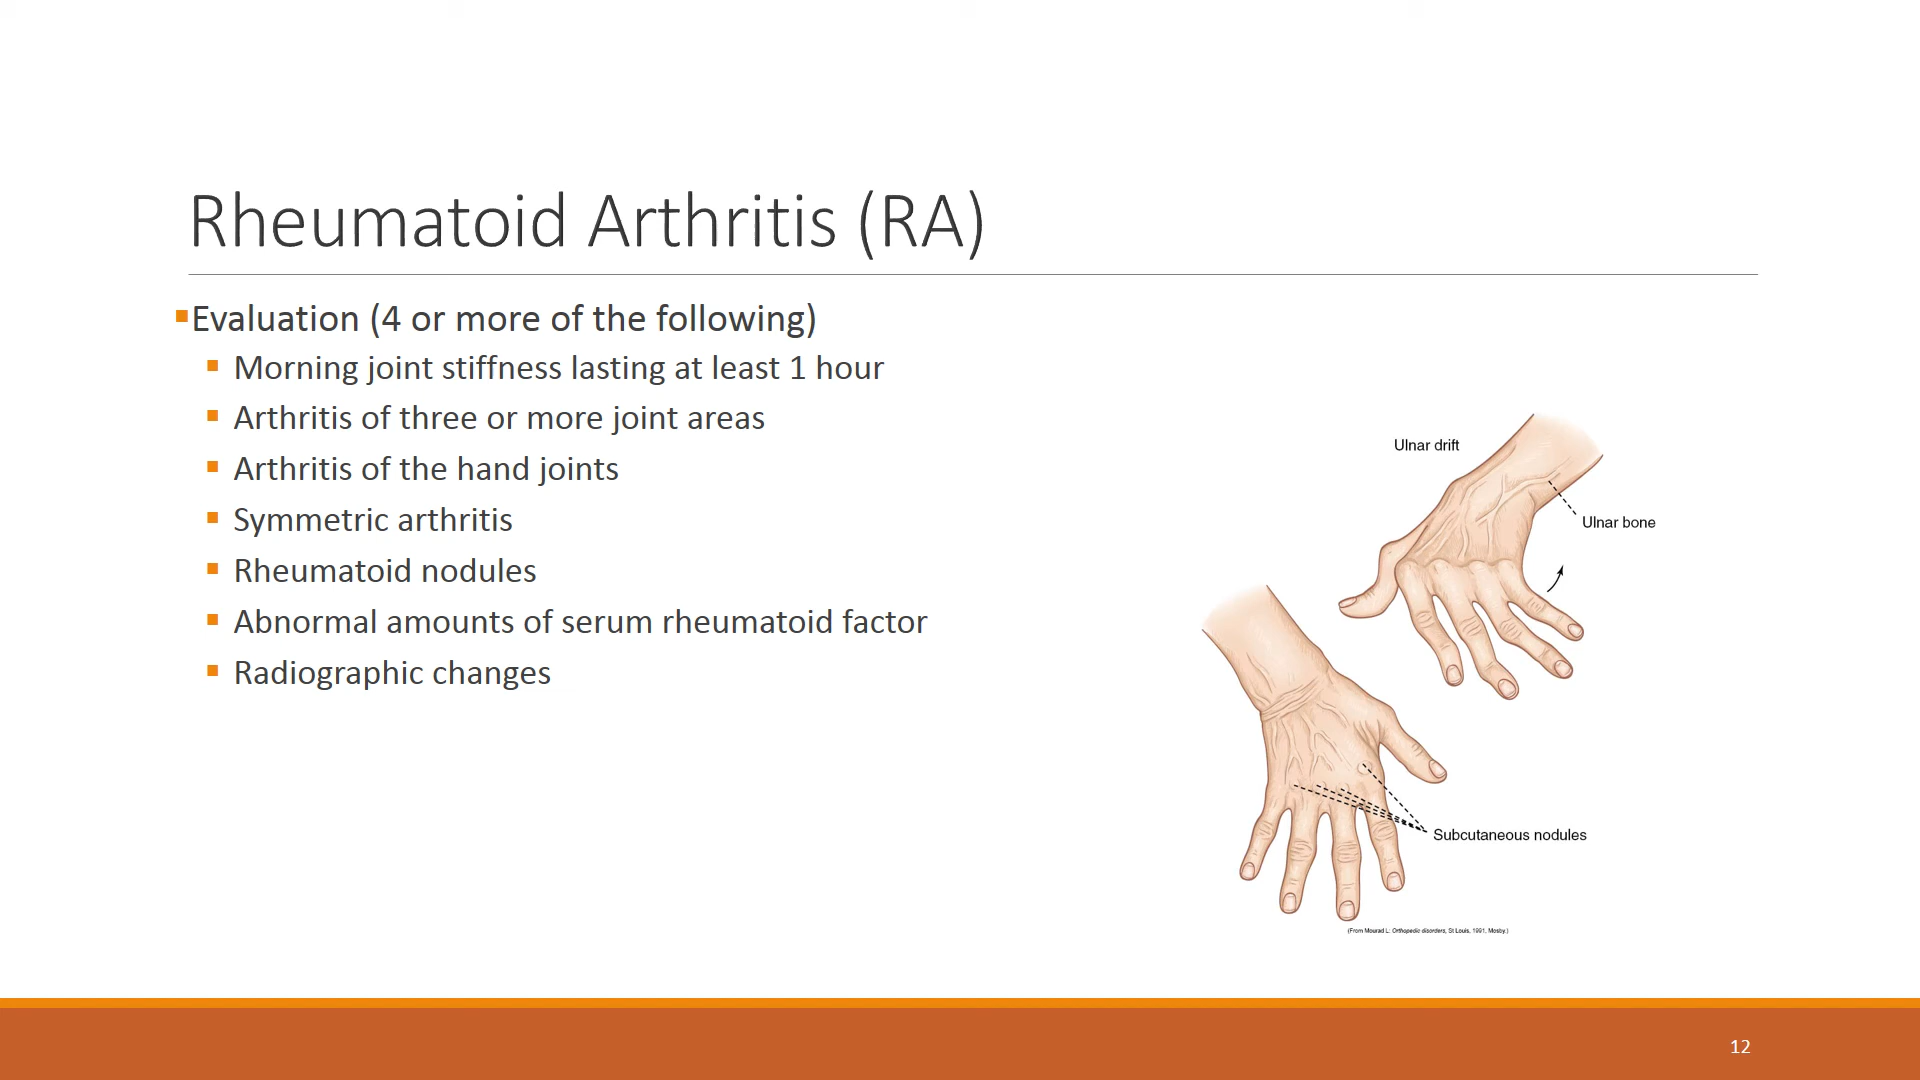 Rheumatoid Arthritis (RA)
Evaluation (4 or more of the following)
Morning joint stiffness lasting at least 1 hour
Arthritis of three or more joint areas
Arthritis of the hand joints
Symmetric arthritis
Rheumatoid nodules
Abnormal amounts of serum rheumatoid factor
Radiographic changes
Ulnar drift
Ulnar bone
Subcutaneous nodules
(From Mourad L: Orthopedic disorders, St Louis, 1991, Mosby.)
12